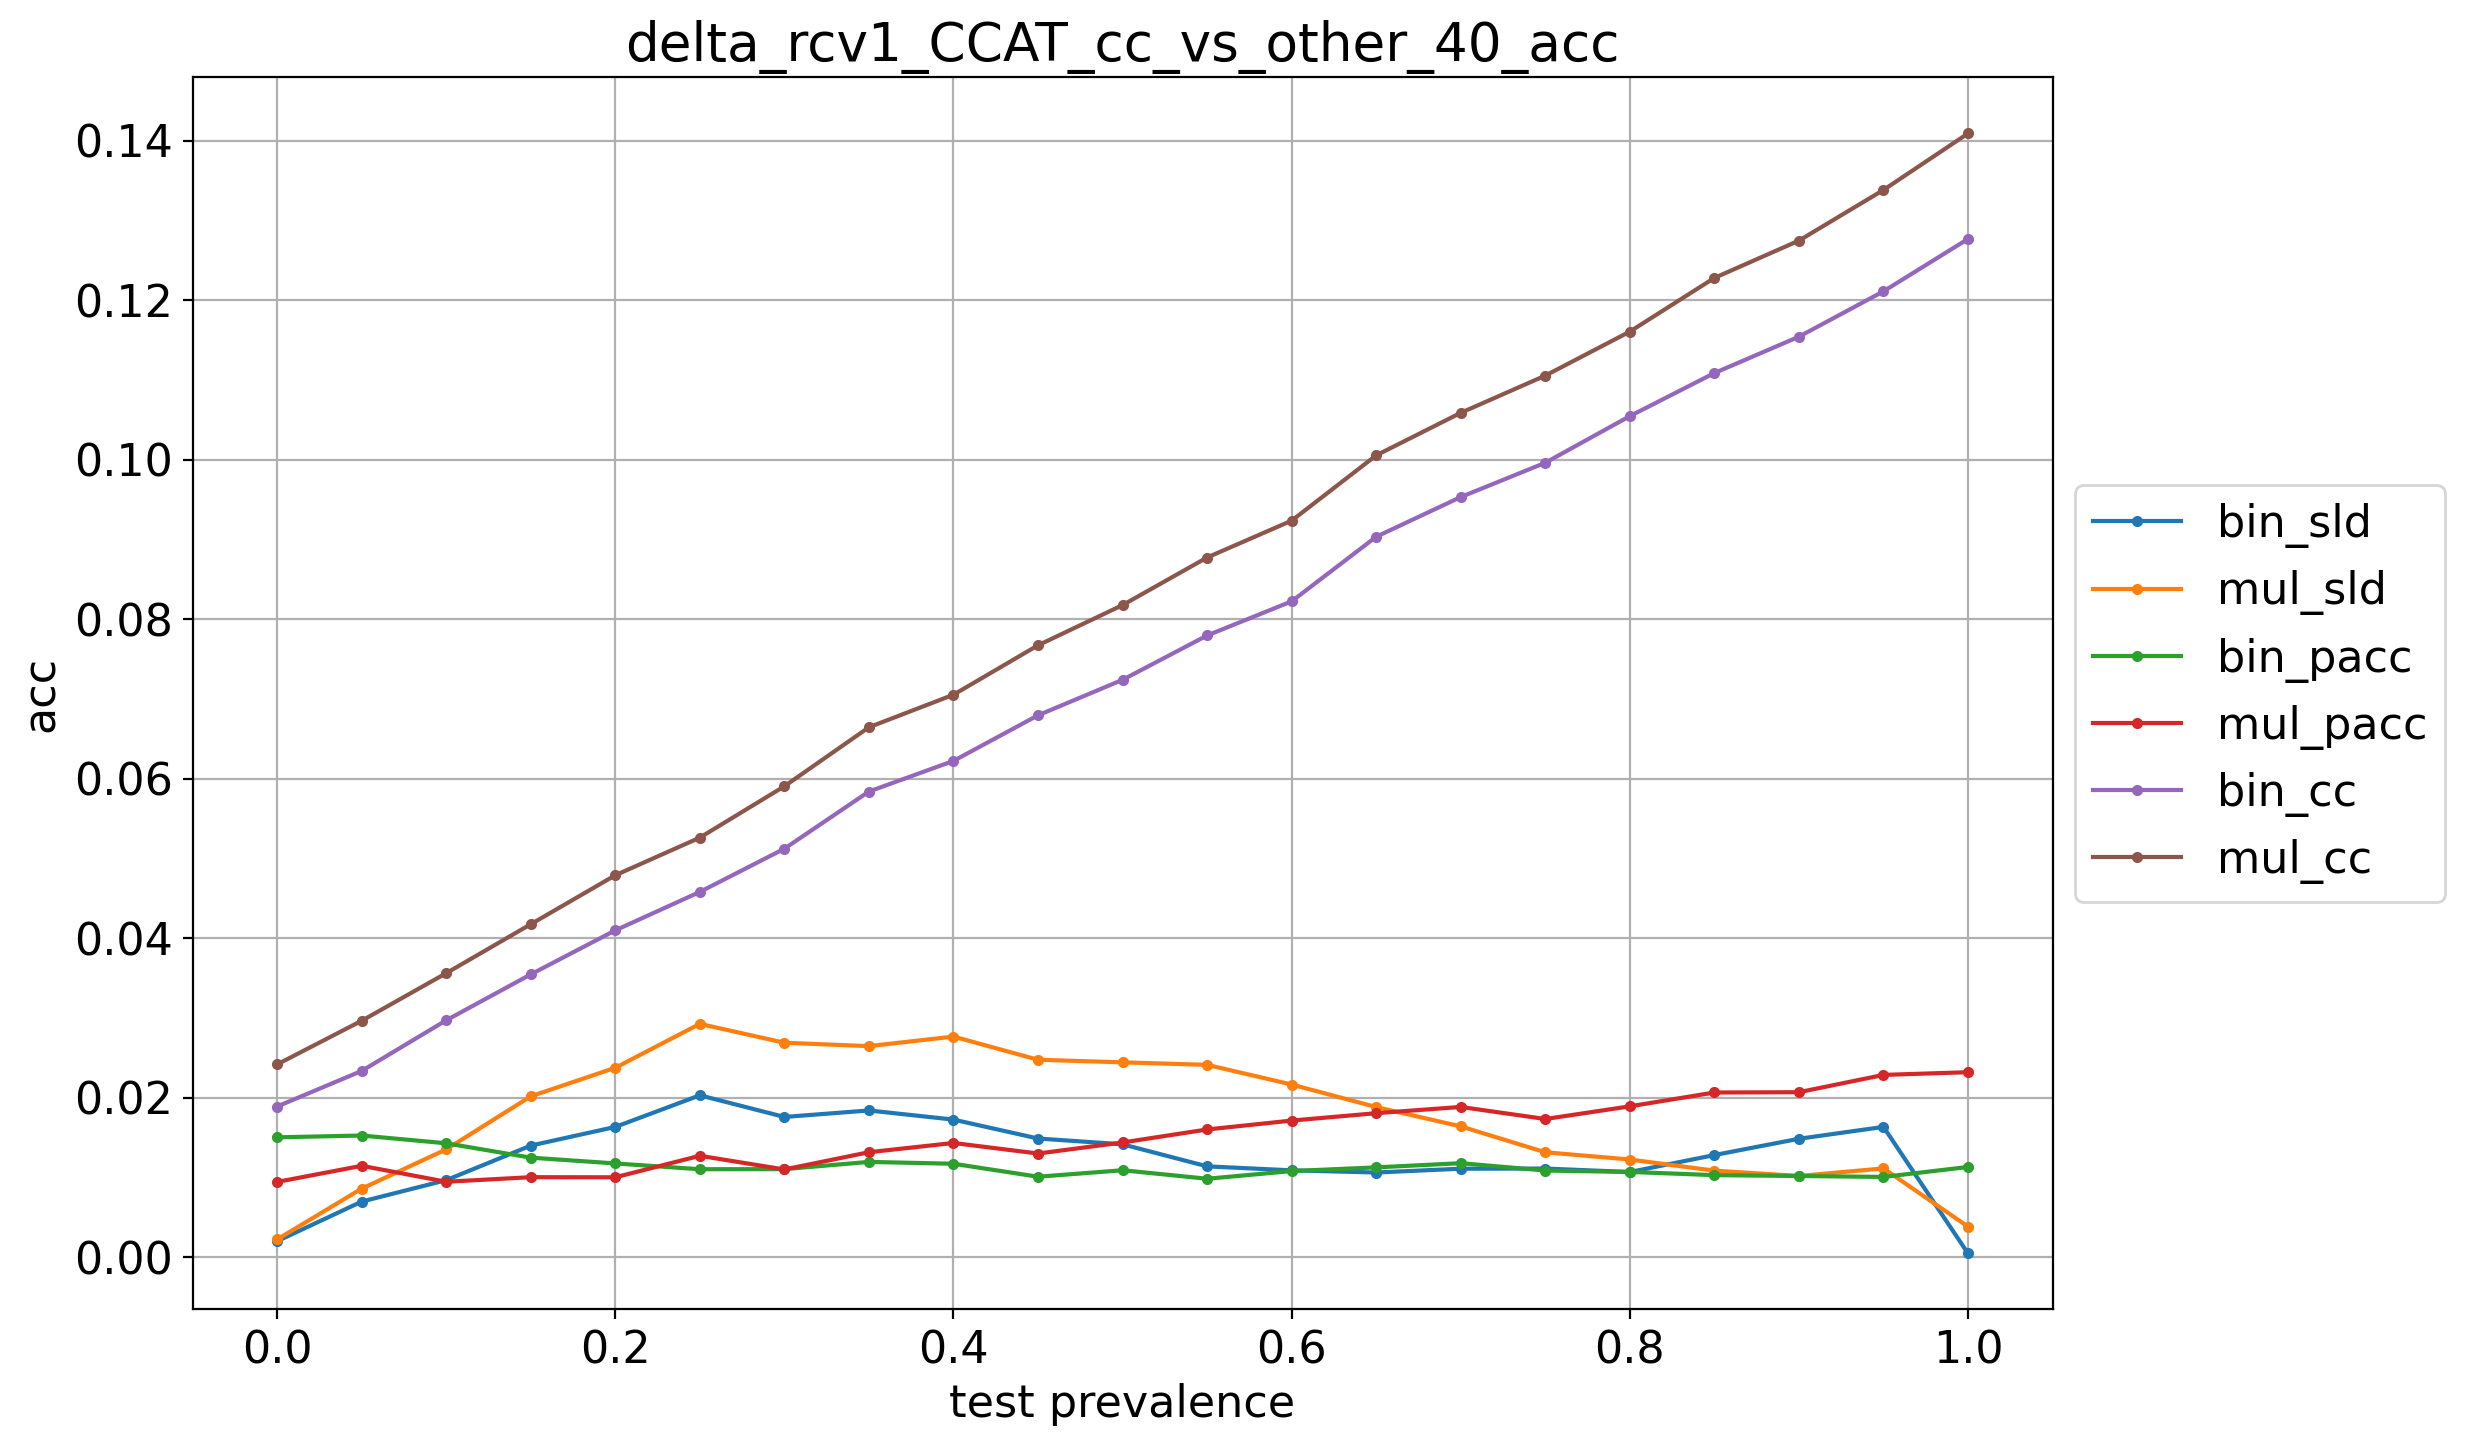 delta_rcv1_CCAT_cc_vs_other_40_acc
acc
0.14
0.12
0.10
0.08
0.06
0.04
0.02
0.00
0.0 0.2 0.4 0.6 0.8 1.0
test prevalence
bin_sld
mul_sld
bin_pacc
mul_pacc
bin_cc
mul_cc